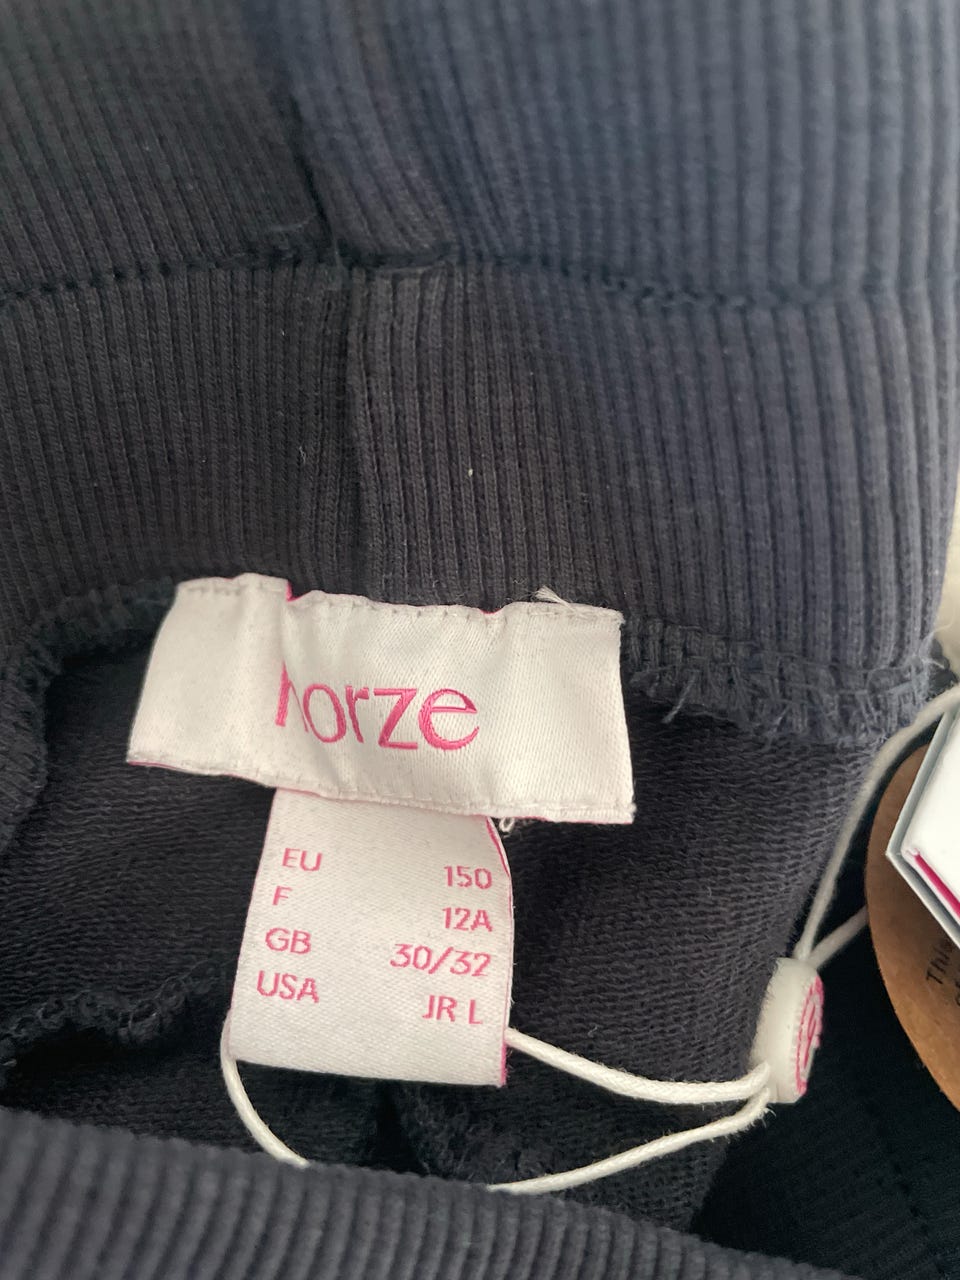 horze
EU 150
F 12A
GB 30/32
USA JR L